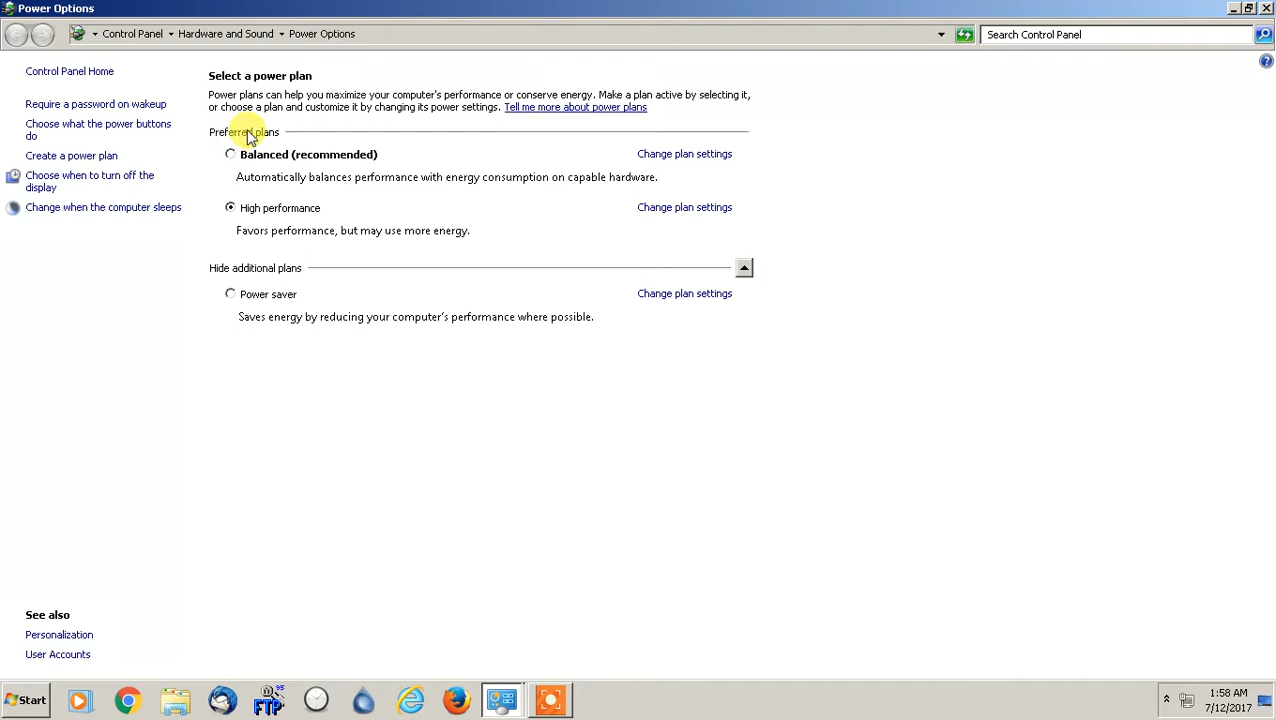 Power Options
Control Panel
Hardware and Sound
Power Options
Search Control Panel
Control Panel Home
Require a password on wakeup
Choose what the power buttons
do
Create a power plan
Choose when to turn off the
display
Change when the computer sleeps
Select a power plan
Power plans can help you maximize your computer's performance or conserve energy. Make a plan active by selecting it,
or choose a plan and customize it by changing its power settings. Tell me more about power plans
Preferred plans
Balanced (recommended) Change plan settings
Automatically balances performance with energy consumption on capable hardware.
High performance Change plan settings
Favors performance, but may use more energy.
Hide additional plans
Power saver Change plan settings
Saves energy by reducing your computer's performance where possible.
See also
Personalization
User Accounts
Start
95
FTP
1:58 AM
7/12/2017